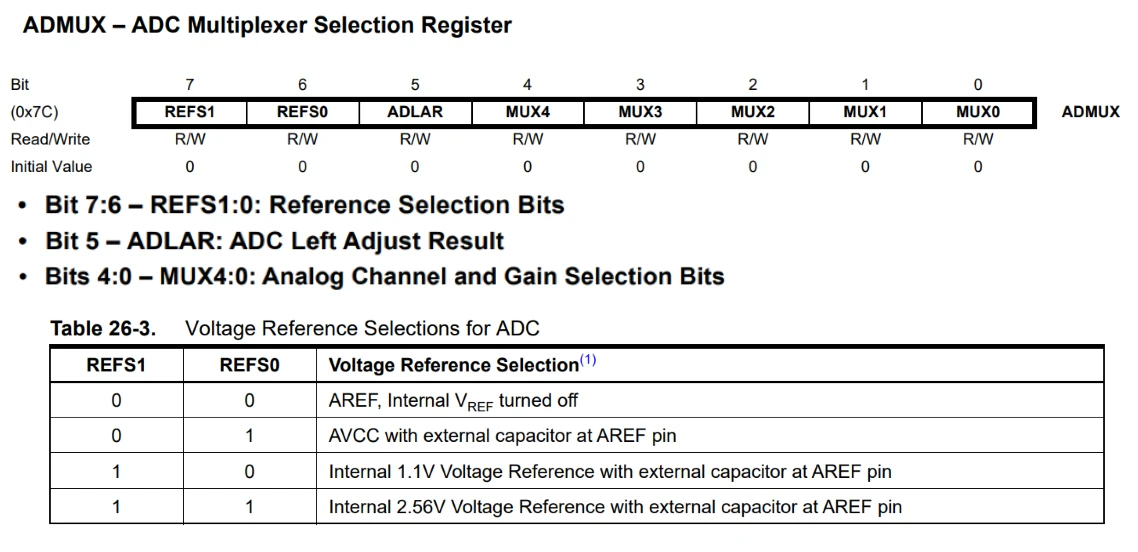 ADMUX – ADC Multiplexer Selection Register
Bit 7 6 5 4 3 2 1 0
(0x7C) REFS1 REFS0 ADLAR MUX4 MUX3 MUX2 MUX1 MUX0 ADMUX
Read/Write R/W R/W R/W R/W R/W R/W R/W R/W
Initial Value 0 0 0 0 0 0 0 0
• Bit 7:6 – REFS1:0: Reference Selection Bits
• Bit 5 – ADLAR: ADC Left Adjust Result
• Bits 4:0 – MUX4:0: Analog Channel and Gain Selection Bits
Table 26-3. Voltage Reference Selections for ADC
REFS1 REFS0 Voltage Reference Selection(1)
0 0 AREF, Internal VREF turned off
0 1 AVCC with external capacitor at AREF pin
1 0 Internal 1.1V Voltage Reference with external capacitor at AREF pin
1 1 Internal 2.56V Voltage Reference with external capacitor at AREF pin